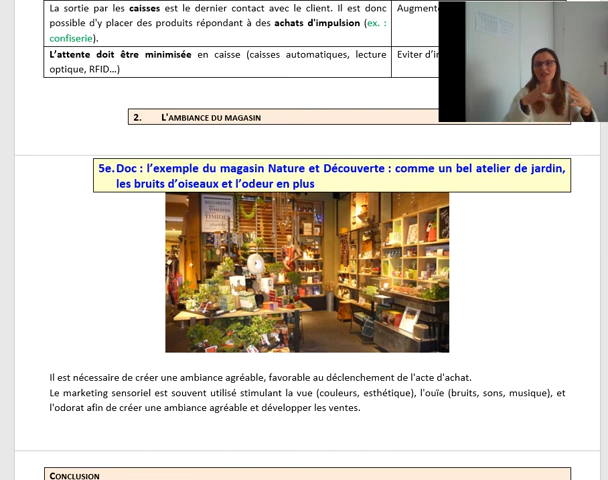 La sortie par les caisses est le dernier contact avec le client. Il est donc
possible d'y placer des produits répondant à des achats d'impulsion (ex. :
confiserie).
Augmente
L'attente doit être minimisée en caisse (caisses automatiques, lecture
optique, RFID…)
Eviter d'i
2. L'AMBIANCE DU MAGASIN
5e. Doc : l'exemple du magasin Nature et Découverte : comme un bel atelier de jardin,
les bruits d'oiseaux et l'odeur en plus
Il est nécessaire de créer une ambiance agréable, favorable au déclenchement de l'acte d'achat.
Le marketing sensoriel est souvent utilisé stimulant la vue (couleurs, esthétique), l'ouïe (bruits, sons, musique), et
l'odorat afin de créer une ambiance agréable et développer les ventes.
CONCLUSION